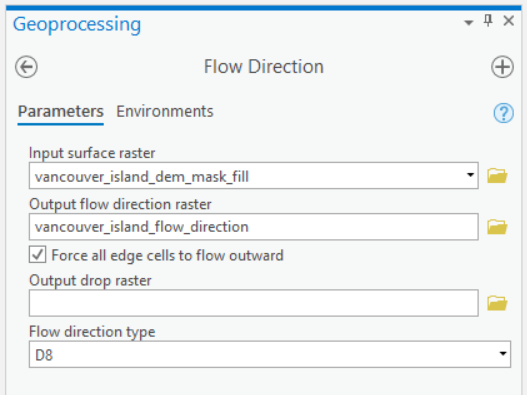 Geoprocessing
Flow Direction
Parameters Environments
Input surface raster
vancouver_island_dem_mask_fill
Output flow direction raster
vancouver_island_flow_direction
Force all edge cells to flow outward
Output drop raster
Flow direction type
D8